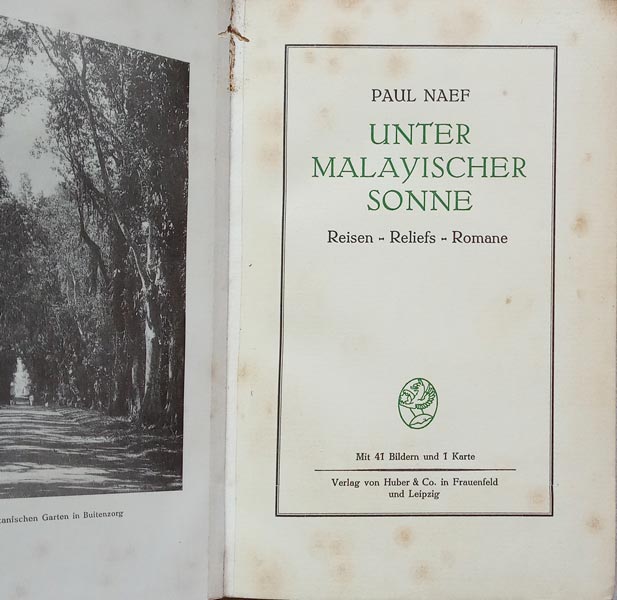 tanischen Garten in Buitenzorg
PAUL NAEF
UNTER
MALAYISCHER
SONNE
Reisen - Reliefs - Romane
Mit 41 Bildern und 1 Karte
Verlag von Huber & Co. in Frauenfeld
und Leipzig